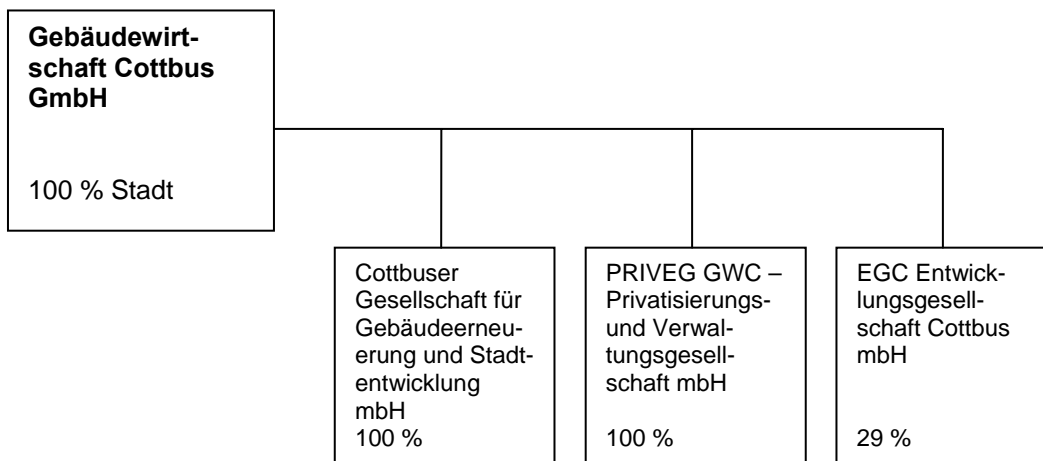 Gebäudewirt-
schaft Cottbus
GmbH
100 % Stadt
Cottbuser
Gesellschaft für
Gebäudeerneu-
erung und Stadt-
entwicklung
mbH
100 %
PRIVEG GWC –
Privatisierungs-
und Verwal-
tungsgesell-
schaft mbH
100 %
EGC Entwick-
lungsgesell-
schaft Cottbus
mbH
29 %